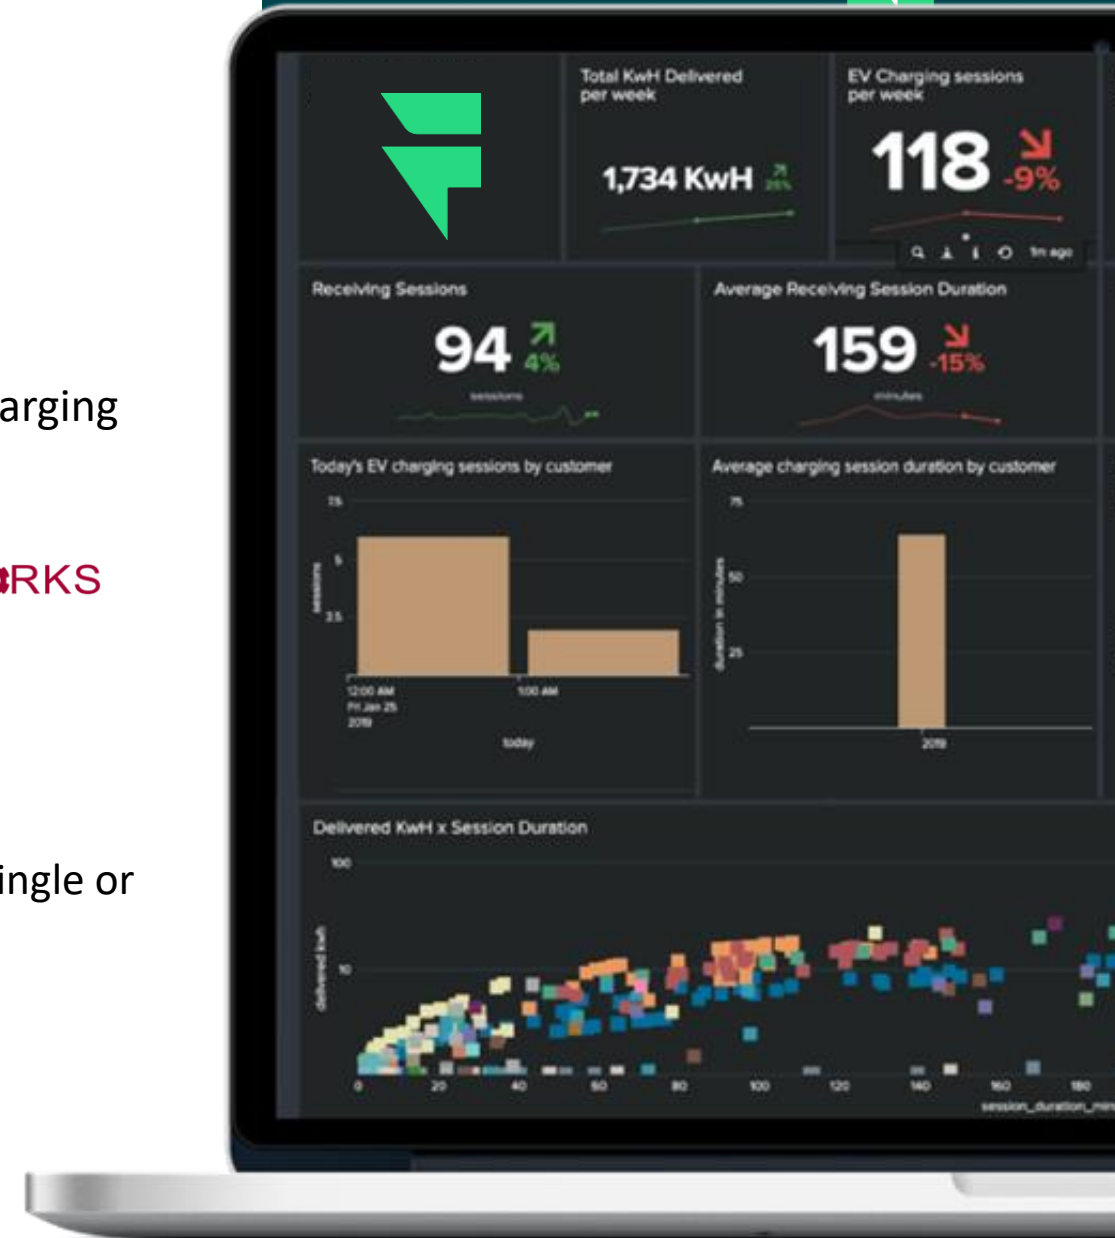 Total KwH Delivered
per week
1,734 KwH 26%
EV Charging sessions
per week
118 -9%
1m ago
Receiving Sessions
94 4%
sessions
Average Receiving Session Duration
159 -15%
minutes
arging
RKS
ingle or
Today's EV charging sessions by customer
7.5
5
2.5
sessions
12:00 AM
Fri Jan 25
2019
1:00 AM
today
Average charging session duration by customer
75
50
25
duration in minutes
2019
Delivered KwH x Session Duration
100
10
delivered kwh
0 20 40 60 80 100 120 140 160 180
session_duration_min